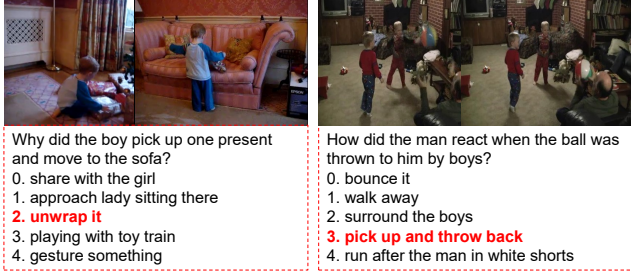 Why did the boy pick up one present
and move to the sofa?
0. share with the girl
1. approach lady sitting there
2. unwrap it
3. playing with toy train
4. gesture something
How did the man react when the ball was
thrown to him by boys?
0. bounce it
1. walk away
2. surround the boys
3. pick up and throw back
4. run after the man in white shorts